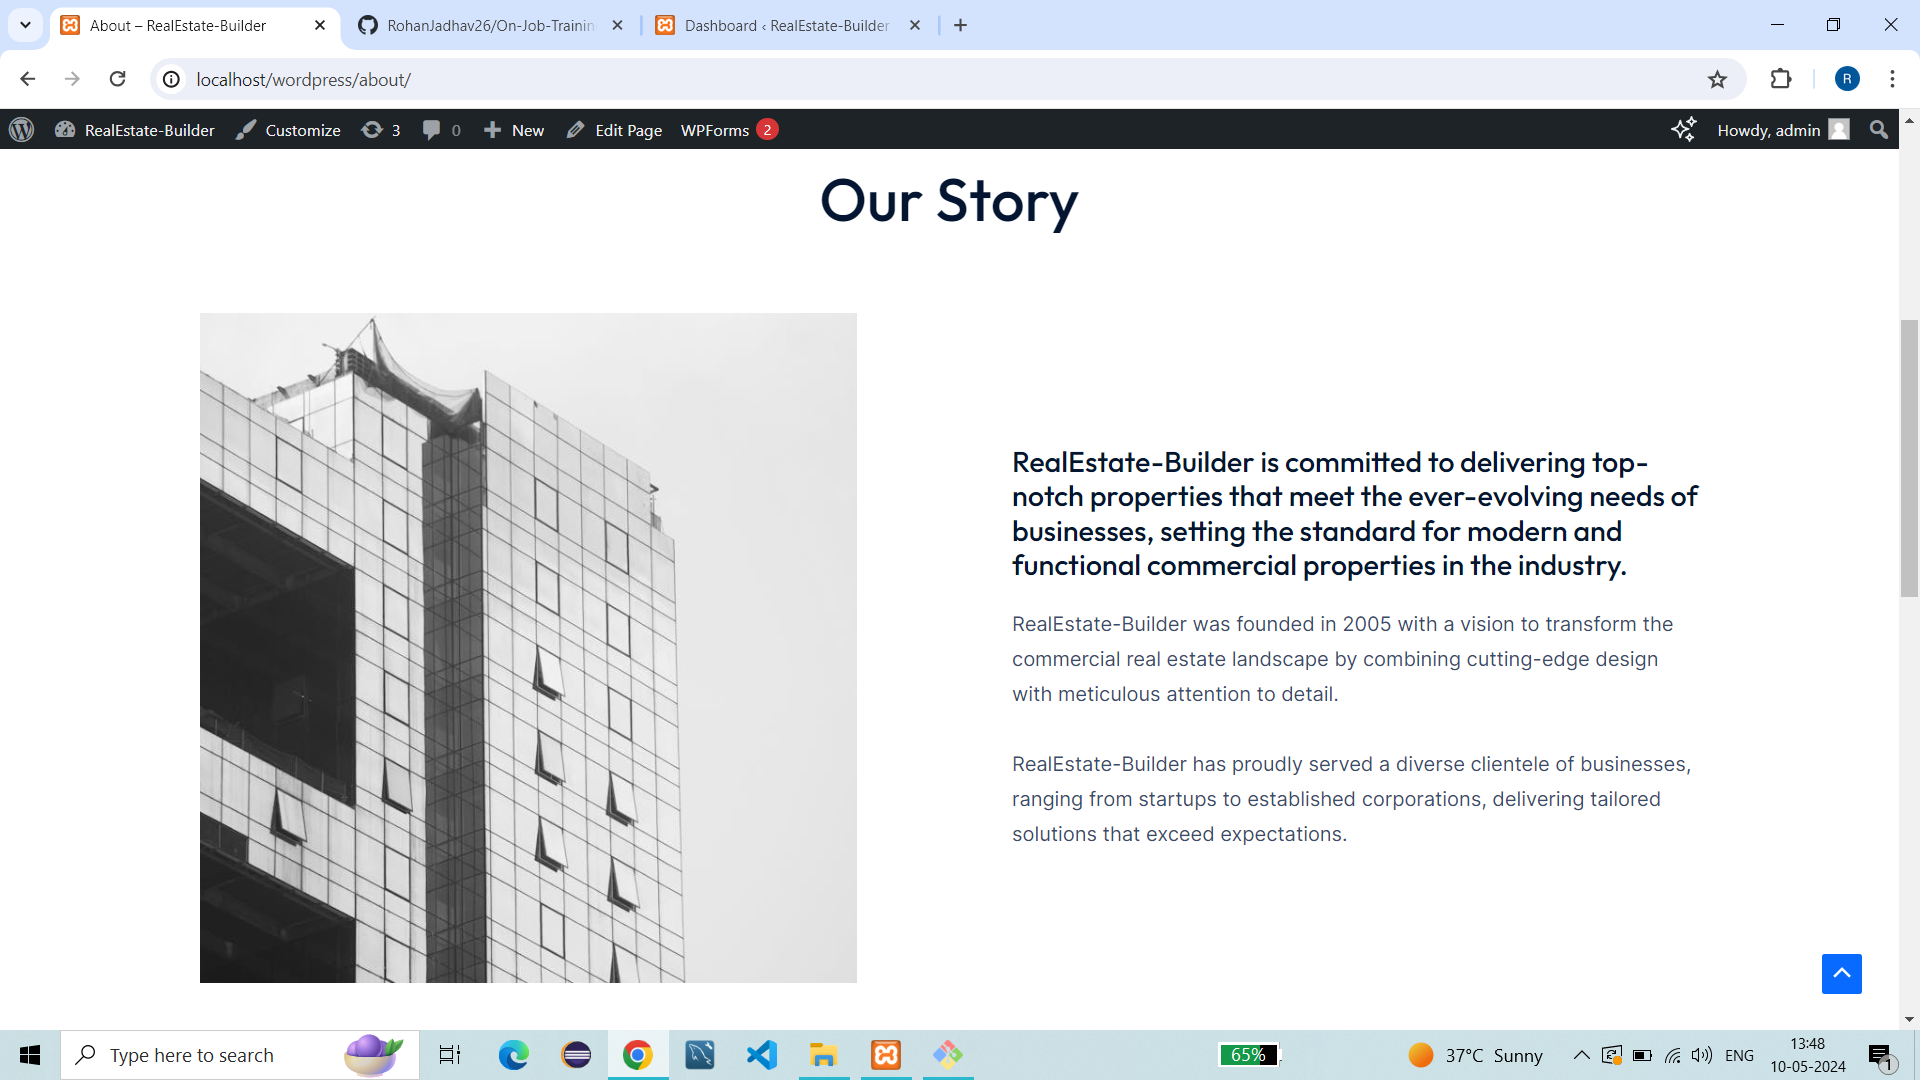 About – RealEstate-Builder
RohanJadhav26/On-Job-Trainin
Dashboard ‹ RealEstate-Builder
localhost/wordpress/about/
R
RealEstate-Builder
Customize
3
0
New
Edit Page
WPForms 2
Howdy, admin
Our Story
RealEstate-Builder is committed to delivering top-
notch properties that meet the ever-evolving needs of
businesses, setting the standard for modern and
functional commercial properties in the industry.
RealEstate-Builder was founded in 2005 with a vision to transform the
commercial real estate landscape by combining cutting-edge design
with meticulous attention to detail.
RealEstate-Builder has proudly served a diverse clientele of businesses,
ranging from startups to established corporations, delivering tailored
solutions that exceed expectations.
Type here to search
65%
37°C Sunny
ENG
13:48
10-05-2024
1